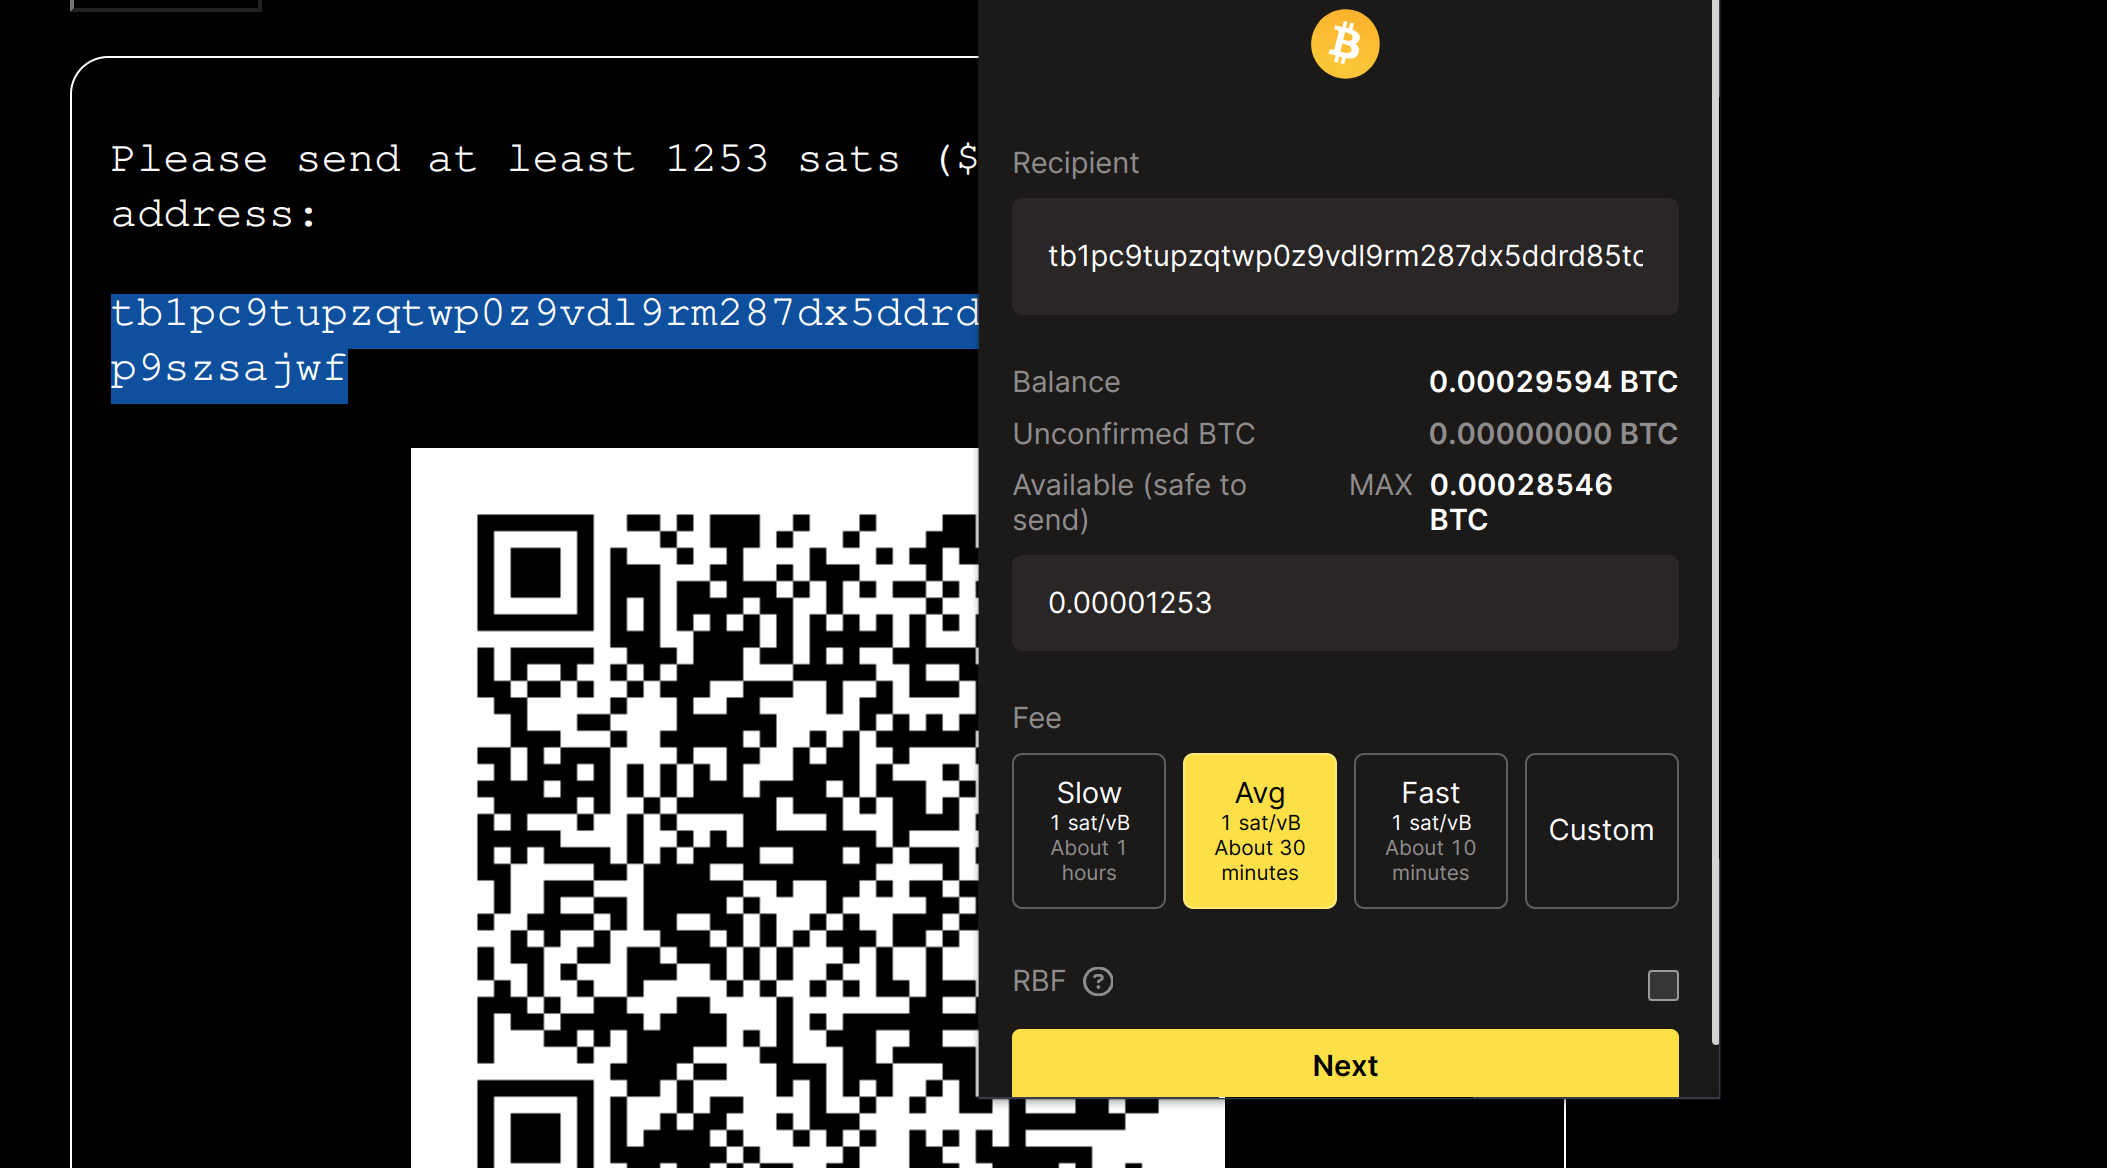 Please send at least 1253 sats ($
address:
tb1pc9tupzqtwp0z9vdl9rm287dx5ddrd
p9szsajwf
Recipient
tb1pc9tupzqtwp0z9vdl9rm287dx5ddrd85tc
Balance 0.00029594 BTC
Unconfirmed BTC 0.00000000 BTC
Available (safe to send) MAX 0.00028546 BTC
0.00001253
Fee
Slow
1 sat/vB
About 1
hours
Avg
1 sat/vB
About 30
minutes
Fast
1 sat/vB
About 10
minutes
Custom
RBF ?
Next